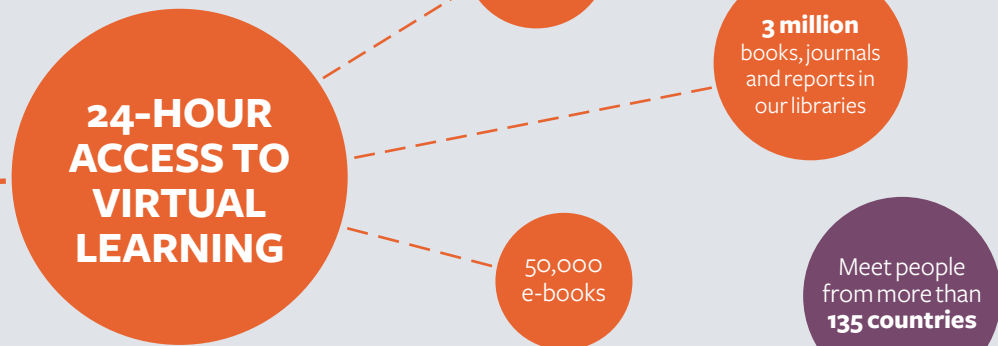 24-HOUR
ACCESS TO
VIRTUAL
LEARNING
3 million
books, journals
and reports in
our libraries
50,000
e-books
Meet people
from more than
135 countries